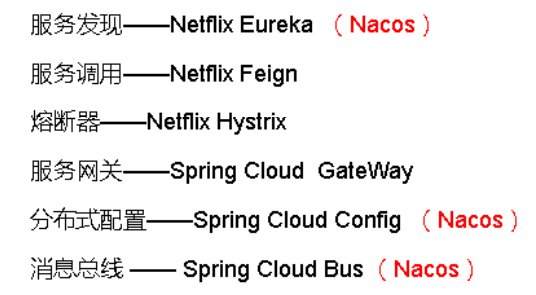 服务发现——Netflix Eureka （Nacos）
服务调用——Netflix Feign
熔断器——Netflix Hystrix
服务网关——Spring Cloud  GateWay
分布式配置——Spring Cloud Config （Nacos）
消息总线 —— Spring Cloud Bus （Nacos）